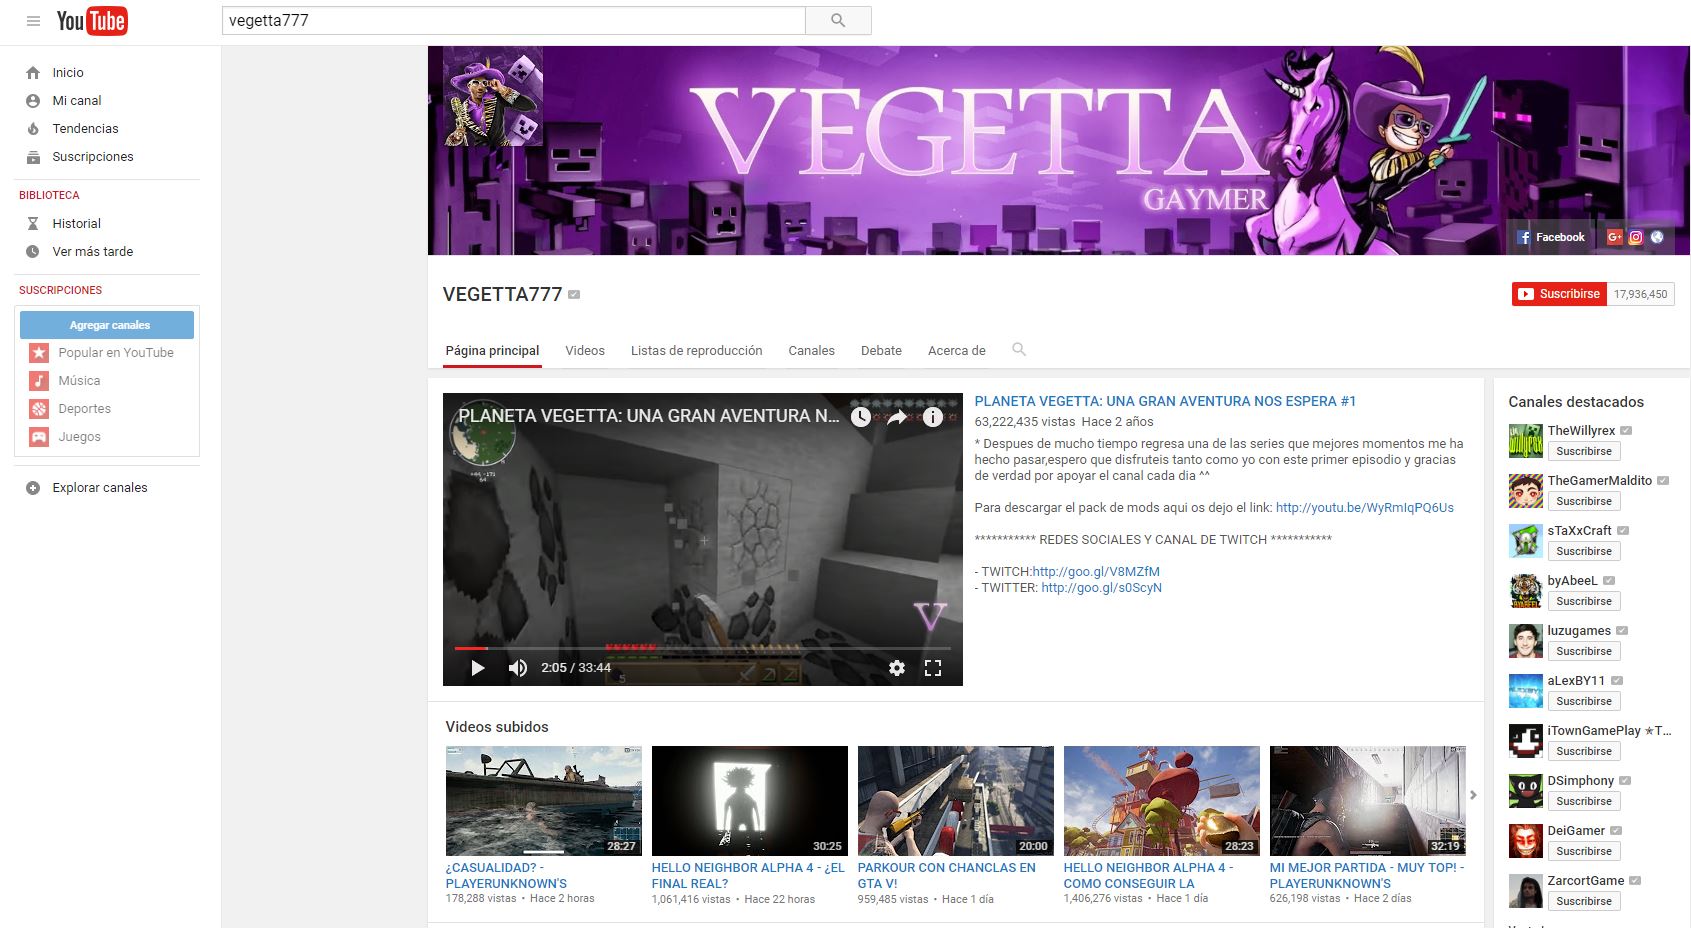 YouTube
vegetta777
Inicio
Mi canal
Tendencias
Suscripciones
BIBLIOTECA
Historial
Ver más tarde
SUSCRIPCIONES
Agregar canales
Popular en YouTube
Música
Deportes
Juegos
Explorar canales
VEGETTA
GAYMER
Facebook
G+
VEGETTA777
Suscribirse 17,936,450
Página principal Videos Listas de reproducción Canales Debate Acerca de
PLANETA VEGETTA: UNA GRAN AVENTURA N...
V
5
2:05 / 33:44
PLANETA VEGETTA: UNA GRAN AVENTURA NOS ESPERA #1
63,222,435 vistas Hace 2 años
* Despues de mucho tiempo regresa una de las series que mejores momentos me ha
hecho pasar,espero que disfruteis tanto como yo con este primer episodio y gracias
de verdad por apoyar el canal cada dia ^^
Para descargar el pack de mods aqui os dejo el link: http://youtu.be/WyRmIqPQ6Us
*********** REDES SOCIALES Y CANAL DE TWITCH ***********
- TWITCH:http://goo.gl/V8MZfM
- TWITTER: http://goo.gl/s0ScyN
Videos subidos
28:27
¿CASUALIDAD? -
PLAYERUNKNOWN'S
178,288 vistas • Hace 2 horas
30:25
HELLO NEIGHBOR ALPHA 4 - ¿EL
FINAL REAL?
1,061,416 vistas • Hace 22 horas
20:00
PARKOUR CON CHANCLAS EN
GTA V!
959,485 vistas • Hace 1 día
28:23
HELLO NEIGHBOR ALPHA 4 -
COMO CONSEGUIR LA
1,406,276 vistas • Hace 1 día
32:19
MI MEJOR PARTIDA - MUY TOP! -
PLAYERUNKNOWN'S
626,198 vistas • Hace 2 días
Canales destacados
TheWillyrex
Suscribirse
TheGamerMaldito
Suscribirse
sTaXxCraft
Suscribirse
byAbeeL
Suscribirse
luzugames
Suscribirse
aLexBY11
Suscribirse
iTownGamePlay ★T...
Suscribirse
DSimphony
Suscribirse
DeiGamer
Suscribirse
ZarcortGame
Suscribirse